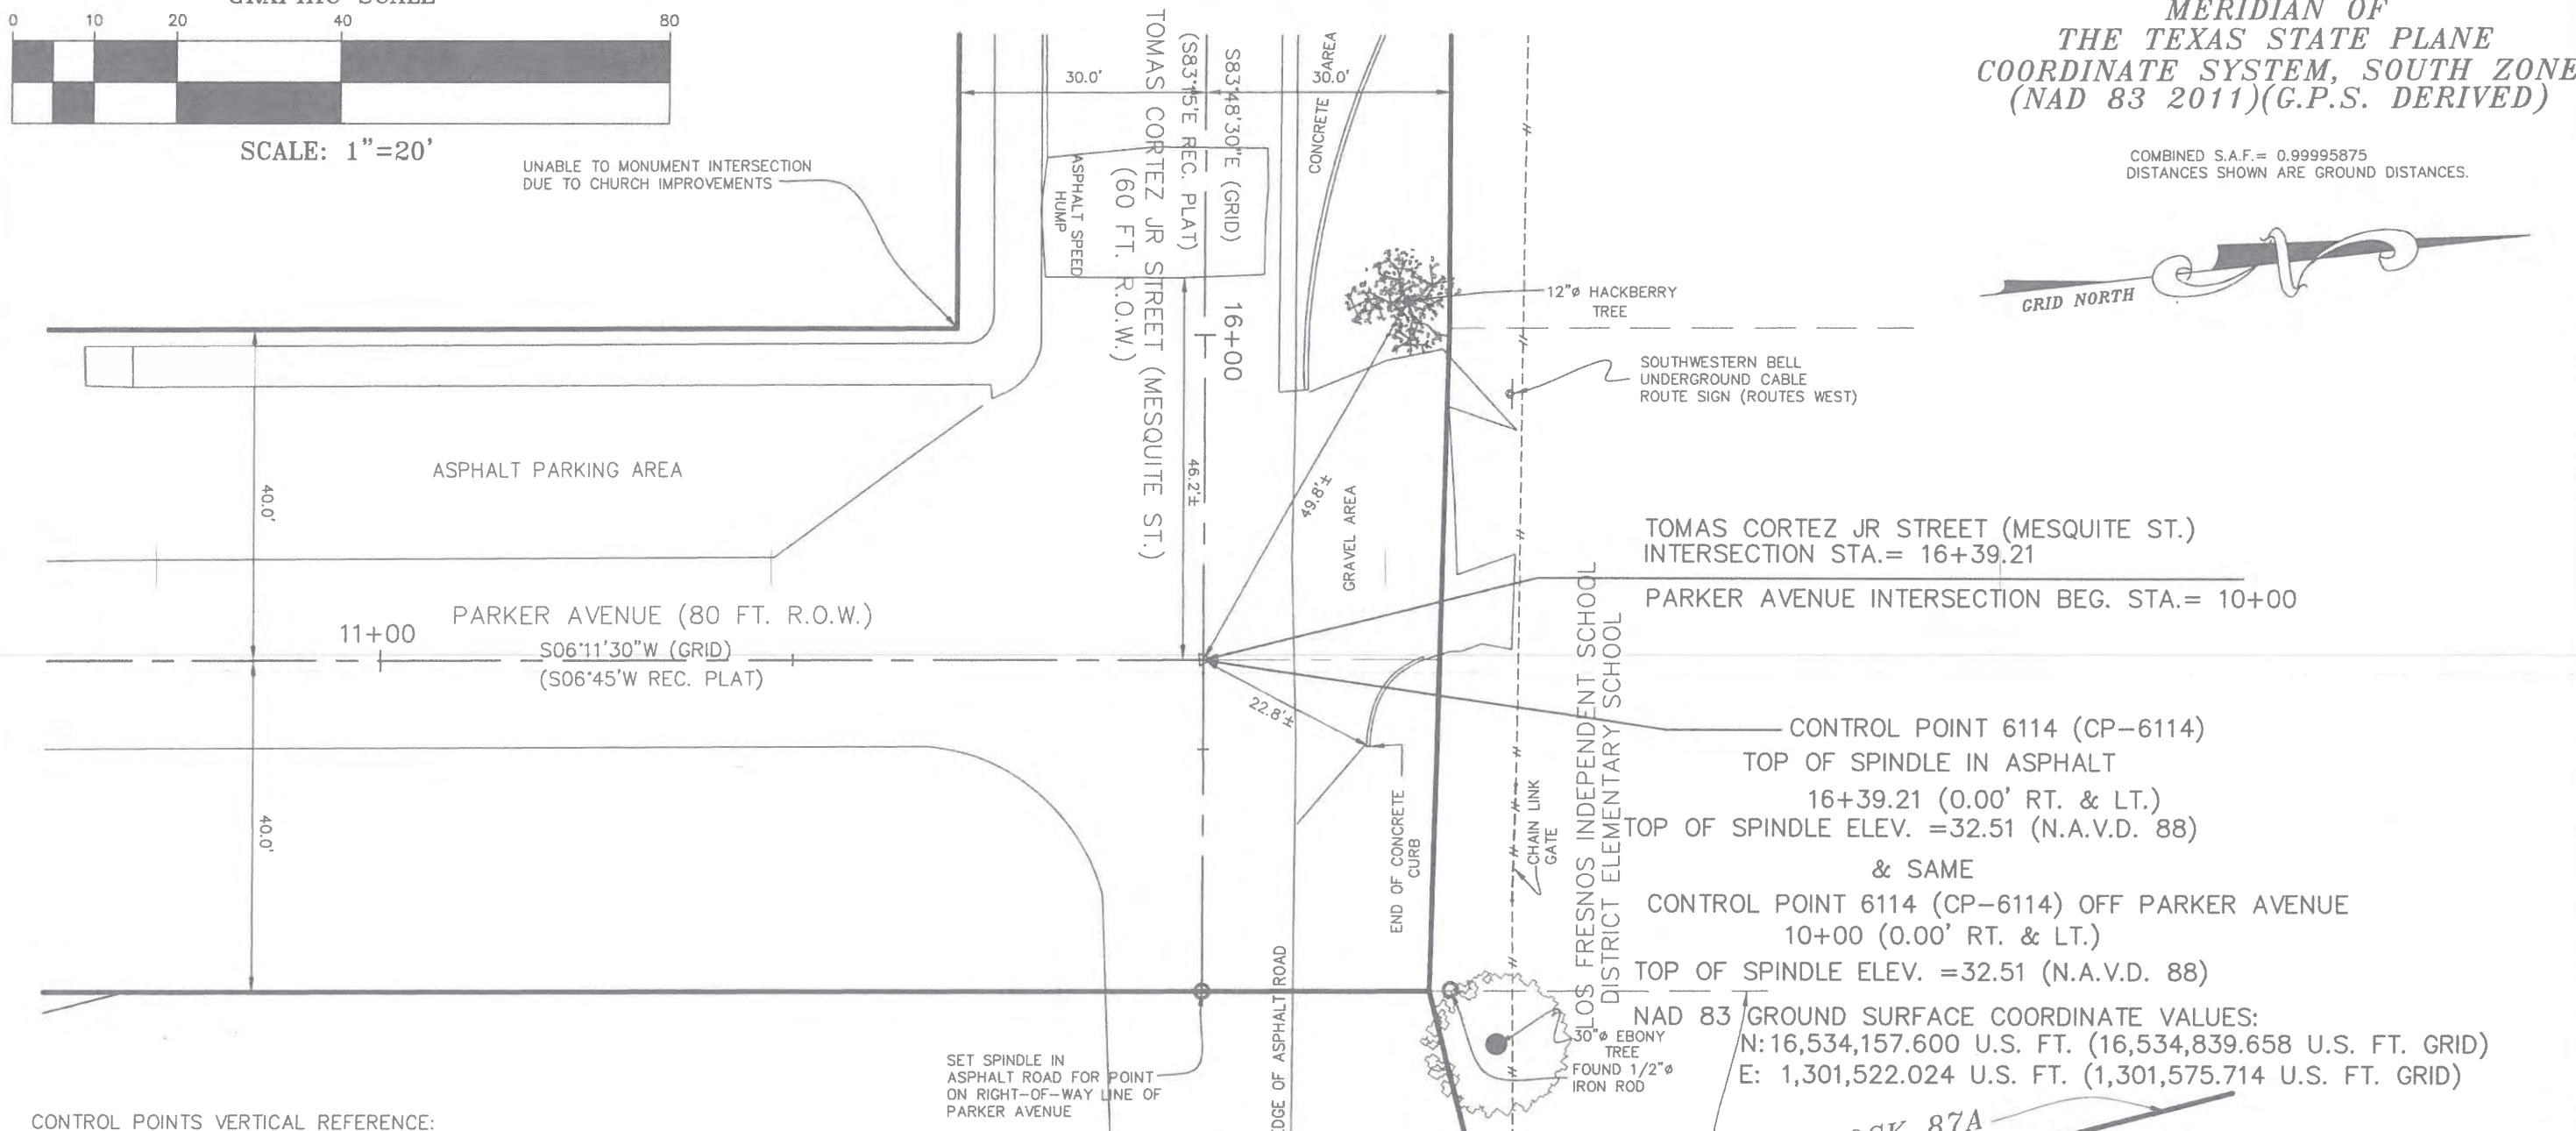 GRAPHIC SCALE
0 10 20 40 80
SCALE: 1"=20'
MERIDIAN OF
THE TEXAS STATE PLANE
COORDINATE SYSTEM, SOUTH ZONE
(NAD 83 2011)(G.P.S. DERIVED)
COMBINED S.A.F.= 0.99995875
DISTANCES SHOWN ARE GROUND DISTANCES.
GRID NORTH
UNABLE TO MONUMENT INTERSECTION
DUE TO CHURCH IMPROVEMENTS
30.0'
30.0'
TOMAS CORTEZ JR STREET (MESQUITE ST.)
(60 FT. R.O.W.)
(S83°15'E REC. PLAT)
S83°48'30"E (GRID)
16+00
ASPHALT SPEED
HUMP
CONCRETE AREA
12"ø HACKBERRY
TREE
SOUTHWESTERN BELL
UNDERGROUND CABLE
ROUTE SIGN (ROUTES WEST)
ASPHALT PARKING AREA
40.0'
46.2'±
49.8'±
GRAVEL AREA
TOMAS CORTEZ JR STREET (MESQUITE ST.)
INTERSECTION STA.= 16+39.21
PARKER AVENUE INTERSECTION BEG. STA.= 10+00
PARKER AVENUE (80 FT. R.O.W.)
11+00
S06°11'30"W (GRID)
(S06°45'W REC. PLAT)
22.8'±
40.0'
CONTROL POINT 6114 (CP-6114)
TOP OF SPINDLE IN ASPHALT
16+39.21 (0.00' RT. & LT.)
TOP OF SPINDLE ELEV. =32.51 (N.A.V.D. 88)
& SAME
CONTROL POINT 6114 (CP-6114) OFF PARKER AVENUE
10+00 (0.00' RT. & LT.)
TOP OF SPINDLE ELEV. =32.51 (N.A.V.D. 88)
NAD 83 GROUND SURFACE COORDINATE VALUES:
N:16,534,157.600 U.S. FT. (16,534,839.658 U.S. FT. GRID)
E: 1,301,522.024 U.S. FT. (1,301,575.714 U.S. FT. GRID)
END OF CONCRETE
CURB
CHAIN LINK
GATE
LOS FRESNOS INDEPENDENT SCHOOL
DISTRICT ELEMENTARY SCHOOL
EDGE OF ASPHALT ROAD
30"ø EBONY
TREE
FOUND 1/2"ø
IRON ROD
SET SPINDLE IN
ASPHALT ROAD FOR POINT
ON RIGHT-OF-WAY LINE OF
PARKER AVENUE
CONTROL POINTS VERTICAL REFERENCE:
87A